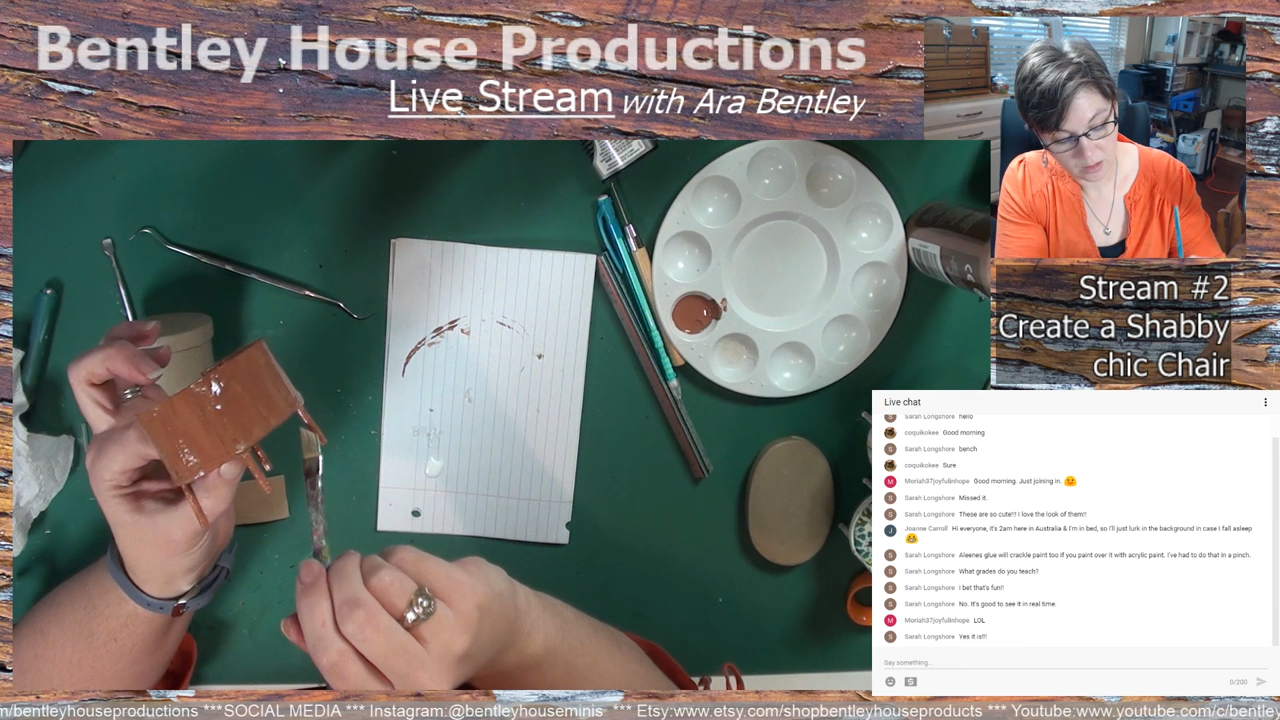 Bentley House Productions
Live Stream with Ara Bentley
Stream #2
Create a Shabby
chic Chair
Live chat
Sarah Longshore hello
coquikokee Good morning
Sarah Longshore bench
coquikokee Sure
M Moriah37joyfulinhope Good morning. Just joining in.
S Sarah Longshore Missed it.
S Sarah Longshore These are so cute!!! I love the look of them!!
J Joanne Carroll Hi everyone, it's 2am here in Australia & I'm in bed, so I'll just lurk in the background in case I fall asleep
S Sarah Longshore Aleenes glue will crackle paint too if you paint over it with acrylic paint. I've had to do that in a pinch.
S Sarah Longshore What grades do you teach?
S Sarah Longshore I bet that's fun!!
S Sarah Longshore No. It's good to see it in real time.
M Moriah37joyfulinhope LOL
S Sarah Longshore Yes it is!!!
Say something...
0/200
m/bentleyhouseproductions ***SOCIAL MEDIA *** Instagram:@bentleyhouseminis *** Etsy:www.etsy.com/shopbentleyhouseproducts *** Youtube:www.youtube.com/c/bentley